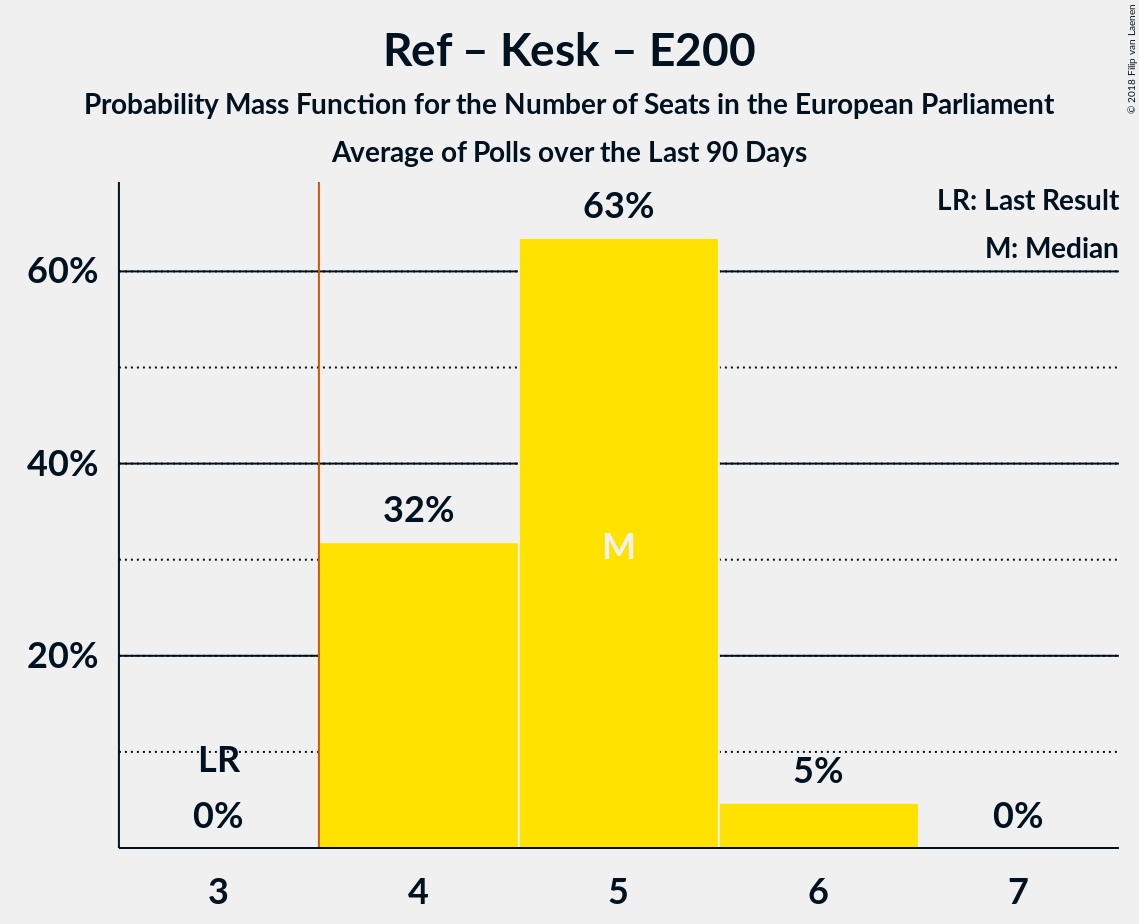 Ref – Kesk – E200
Probability Mass Function for the Number of Seats in the European Parliament
Average of Polls over the Last 90 Days
© 2018 Filip van Laenen
LR: Last Result
M: Median
63%
60%
40%
32%
M
20%
LR
0%
5%
0%
3 4 5 6 7